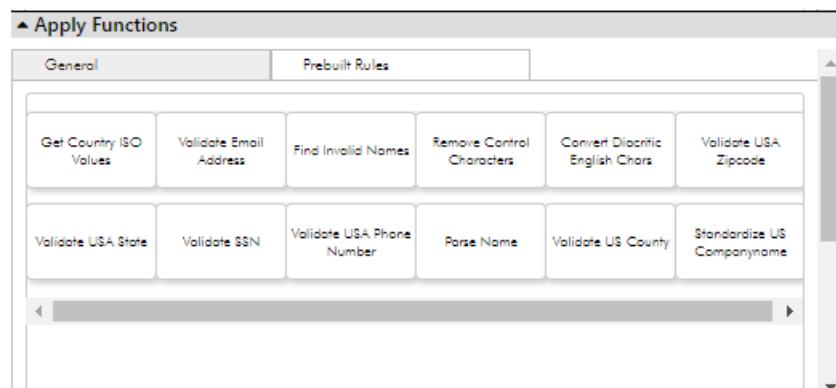 Apply Functions
General
Prebuilt Rules
Get Country ISO
Values
Validate Email
Address
Find Invalid Names
Remove Control
Characters
Convert Diacritic
English Chars
Validate USA
Zipcode
Validate USA State
Validate SSN
Validate USA Phone
Number
Parse Name
Validate US County
Standardize US
Companyname